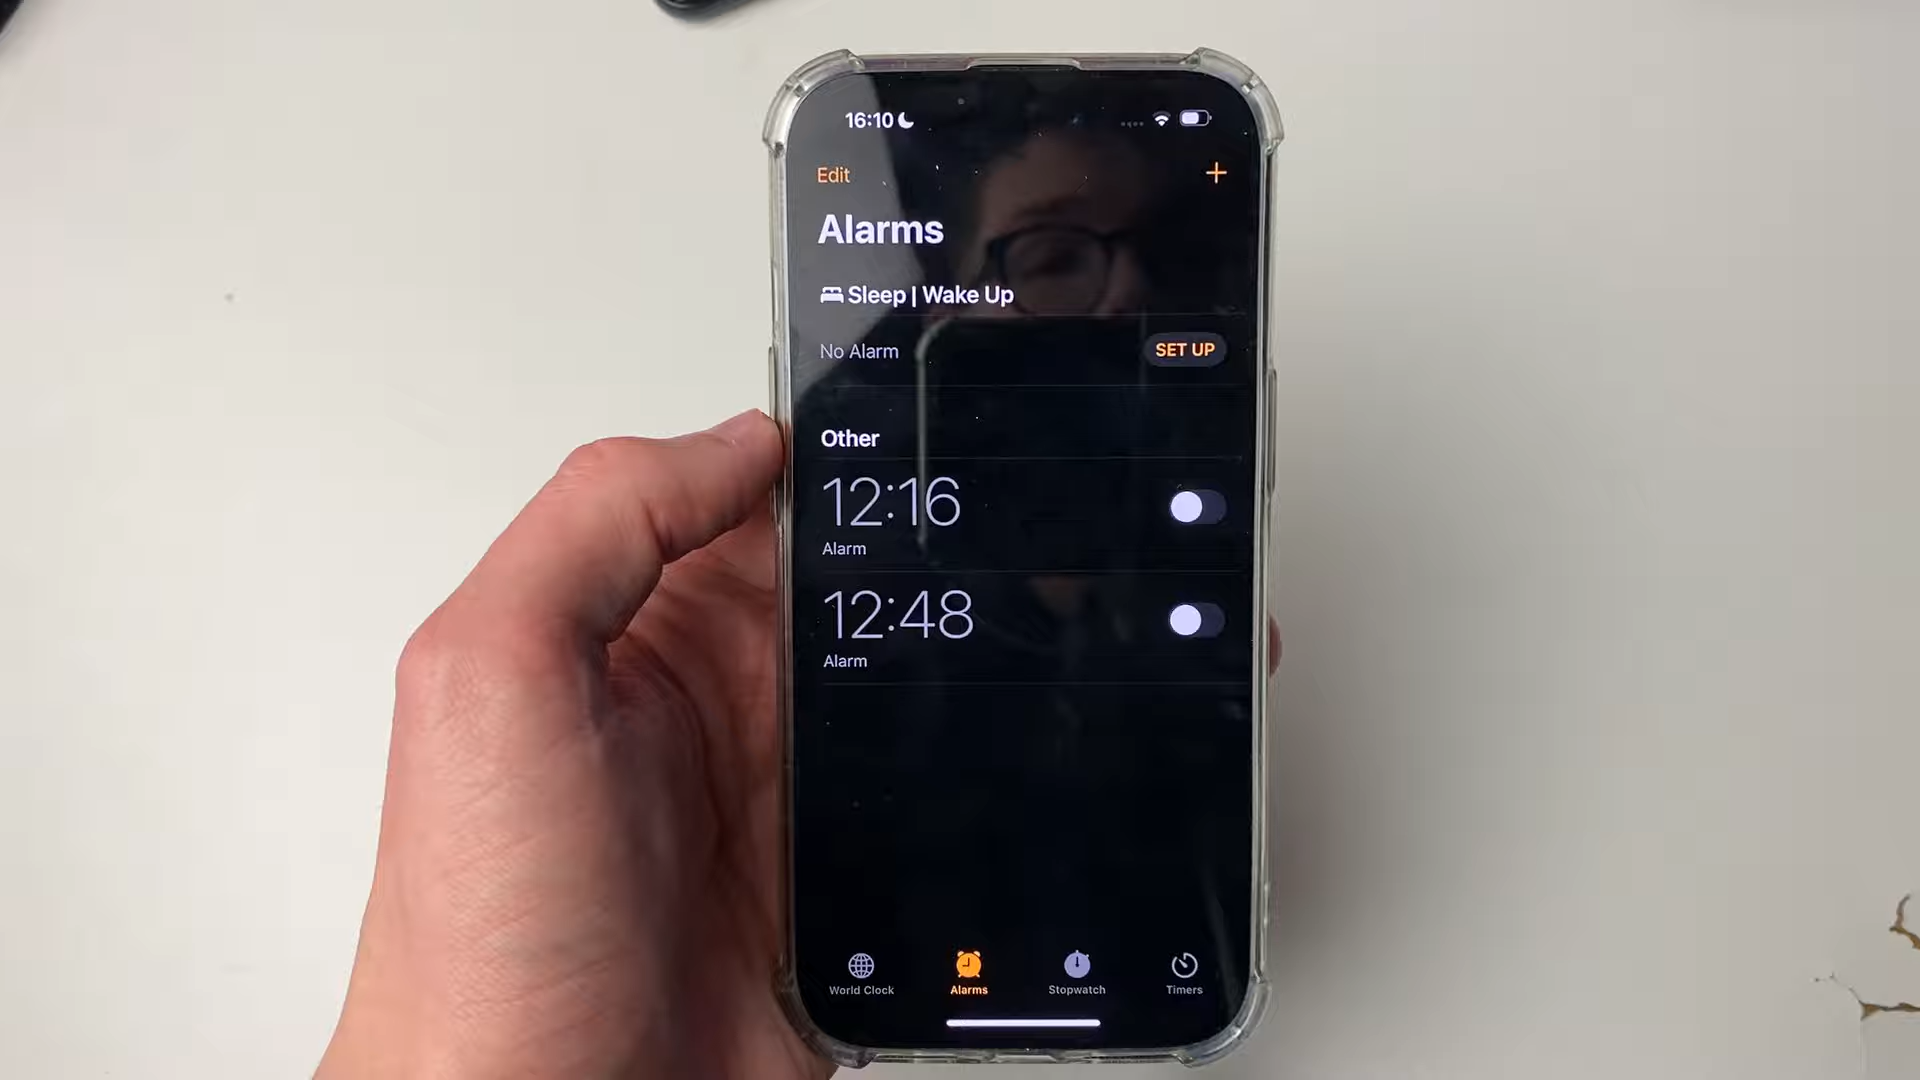 16:10
Edit
+
Alarms
Sleep | Wake Up
No Alarm
SET UP
Other
12:16
Alarm
12:48
Alarm
World Clock
Alarms
Stopwatch
Timers